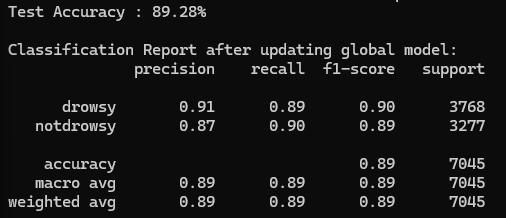 Test Accuracy : 89.28%
Classification Report after updating global model:
precision recall f1-score support
drowsy 0.91 0.89 0.90 3768
notdrowsy 0.87 0.90 0.89 3277
accuracy 0.89 7045
macro avg 0.89 0.89 0.89 7045
weighted avg 0.89 0.89 0.89 7045